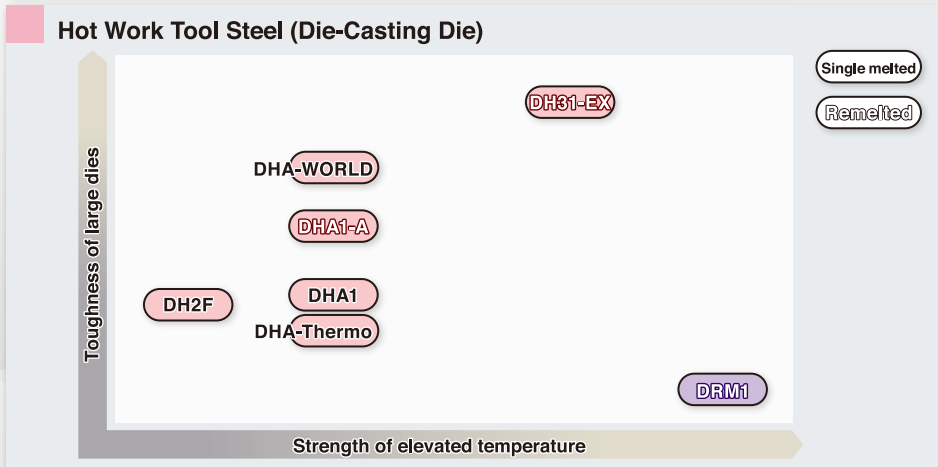 Hot Work Tool Steel (Die-Casting Die)
Single melted
Remelted
DH31-EX
DHA-WORLD
DHA1-A
DH2F
DHA1
DHA-Thermo
DRM1
Toughness of large dies
Strength of elevated temperature